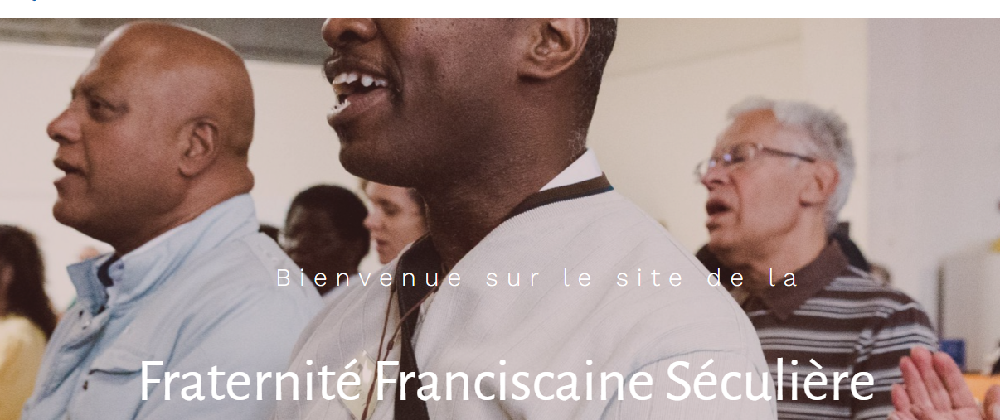 Bienvenue sur le site de la
Fraternité Franciscaine Séculière